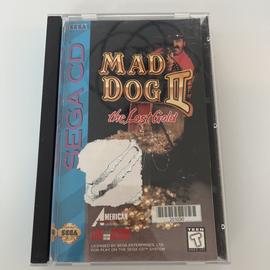 SEGA
SEGA CD
MAD
DOG II
the Lost Gold
AMERICAN
SEGA
TEEN
LICENSED BY SEGA ENTERPRISES, LTD.
FOR PLAY ON THE SEGA CD™ SYSTEM